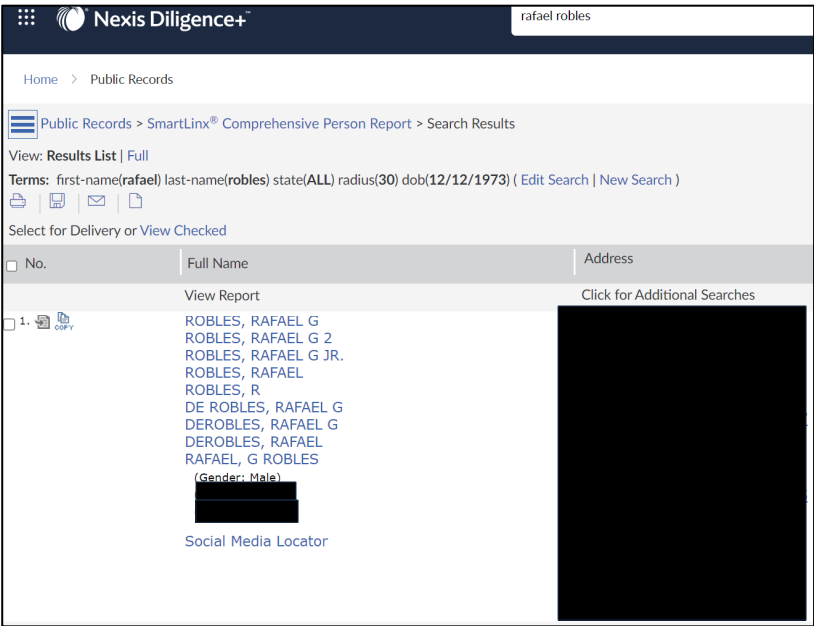 Nexis Diligence+™
rafael robles
Home > Public Records
Public Records > SmartLinx® Comprehensive Person Report > Search Results
View: Results List | Full
Terms: first-name(rafael) last-name(robles) state(ALL) radius(30) dob(12/12/1973) ( Edit Search | New Search )
Select for Delivery or View Checked
No. Full Name Address
View Report Click for Additional Searches
1. COPY ROBLES, RAFAEL G
ROBLES, RAFAEL G 2
ROBLES, RAFAEL G JR.
ROBLES, RAFAEL
ROBLES, R
DE ROBLES, RAFAEL G
DEROBLES, RAFAEL G
DEROBLES, RAFAEL
RAFAEL, G ROBLES
(Gender: Male)
Social Media Locator